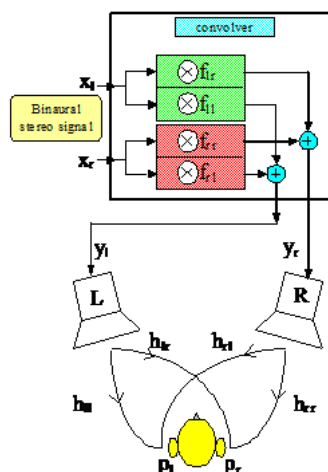 convolver
x_l
f_lr
f_ll
Binaural
stereo signal
x_r
f_rr
f_rl
y_l
y_r
L
R
h_lr
h_rl
h_ll
h_rr
p_l
p_r